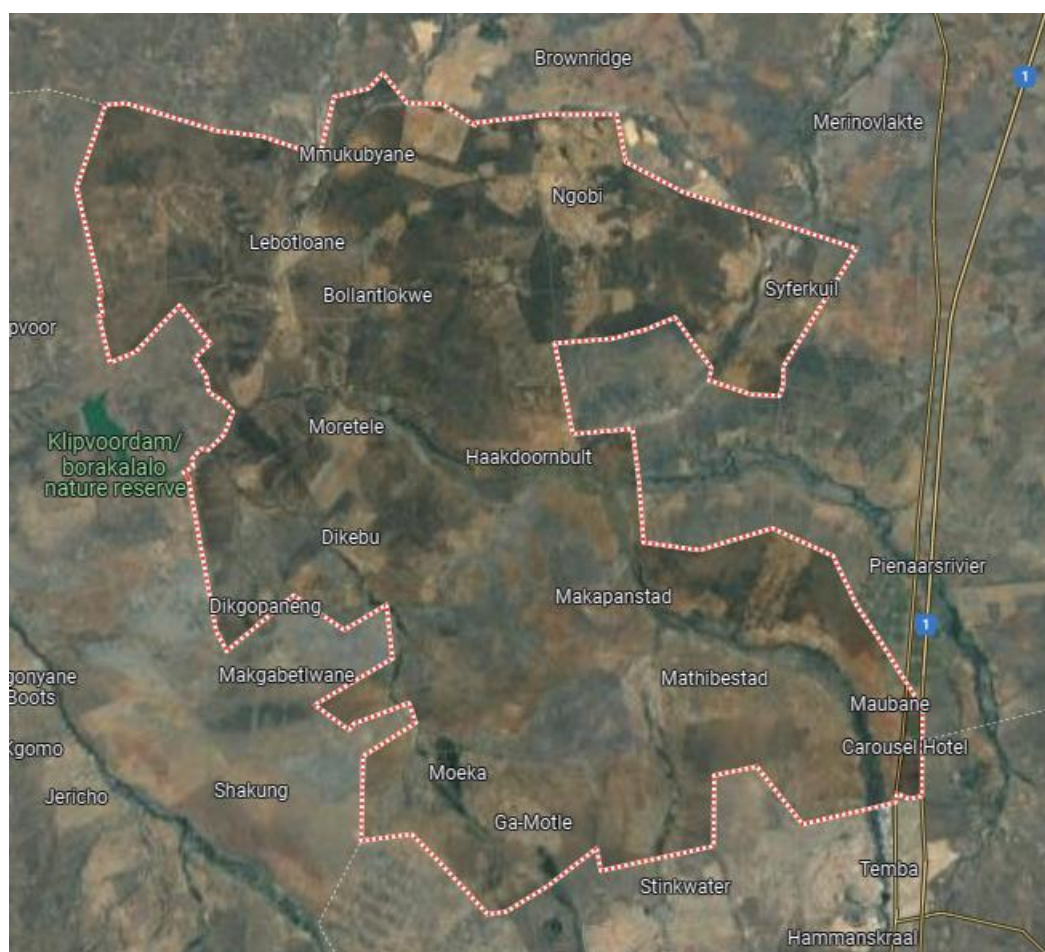 Brownridge
1
Merinovlakte
Mmukubyane
Ngobi
Lebotloane
Syferkuil
Bollantlokwe
pvoor
Moretele
Klipvoordam/
borakalalo
nature reserve
Haakdoornbult
Dikebu
Pienaarsrivier
Makapanstad
Dikgopaneng
1
Makgabetlwane
Mathibestad
gonyane
Boots
Maubane
Kgomo
Carousel Hotel
Moeka
Shakung
Jericho
Ga-Motle
Temba
Stinkwater
Hammanskraal